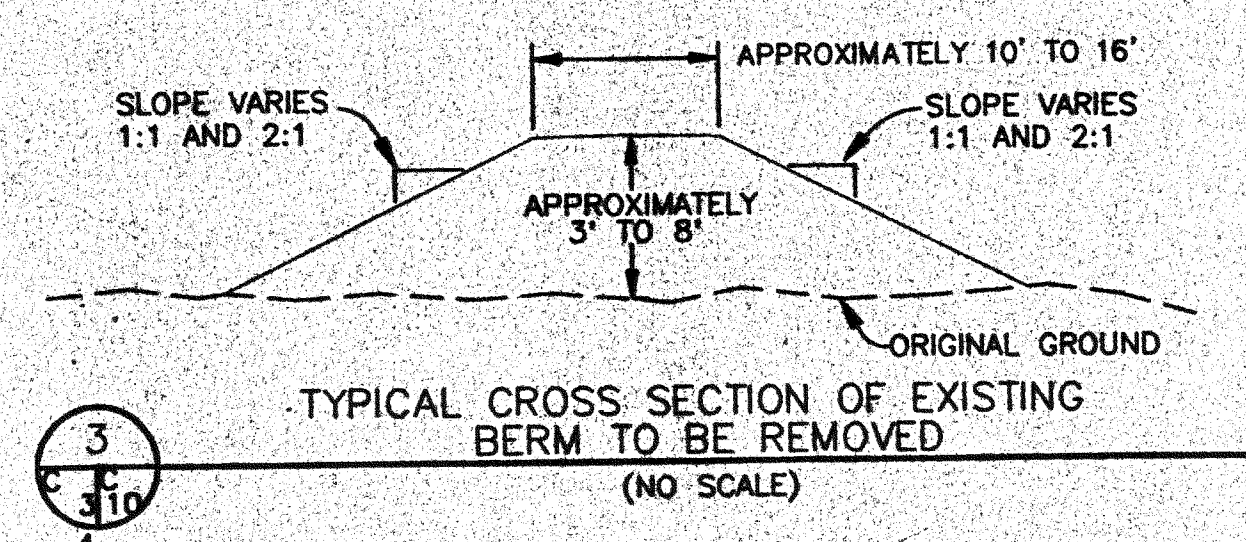 APPROXIMATELY 10' TO 16'
SLOPE VARIES
1:1 AND 2:1
SLOPE VARIES
1:1 AND 2:1
APPROXIMATELY
3' TO 8'
ORIGINAL GROUND
TYPICAL CROSS SECTION OF EXISTING
BERM TO BE REMOVED
(NO SCALE)
3
C C
3 10